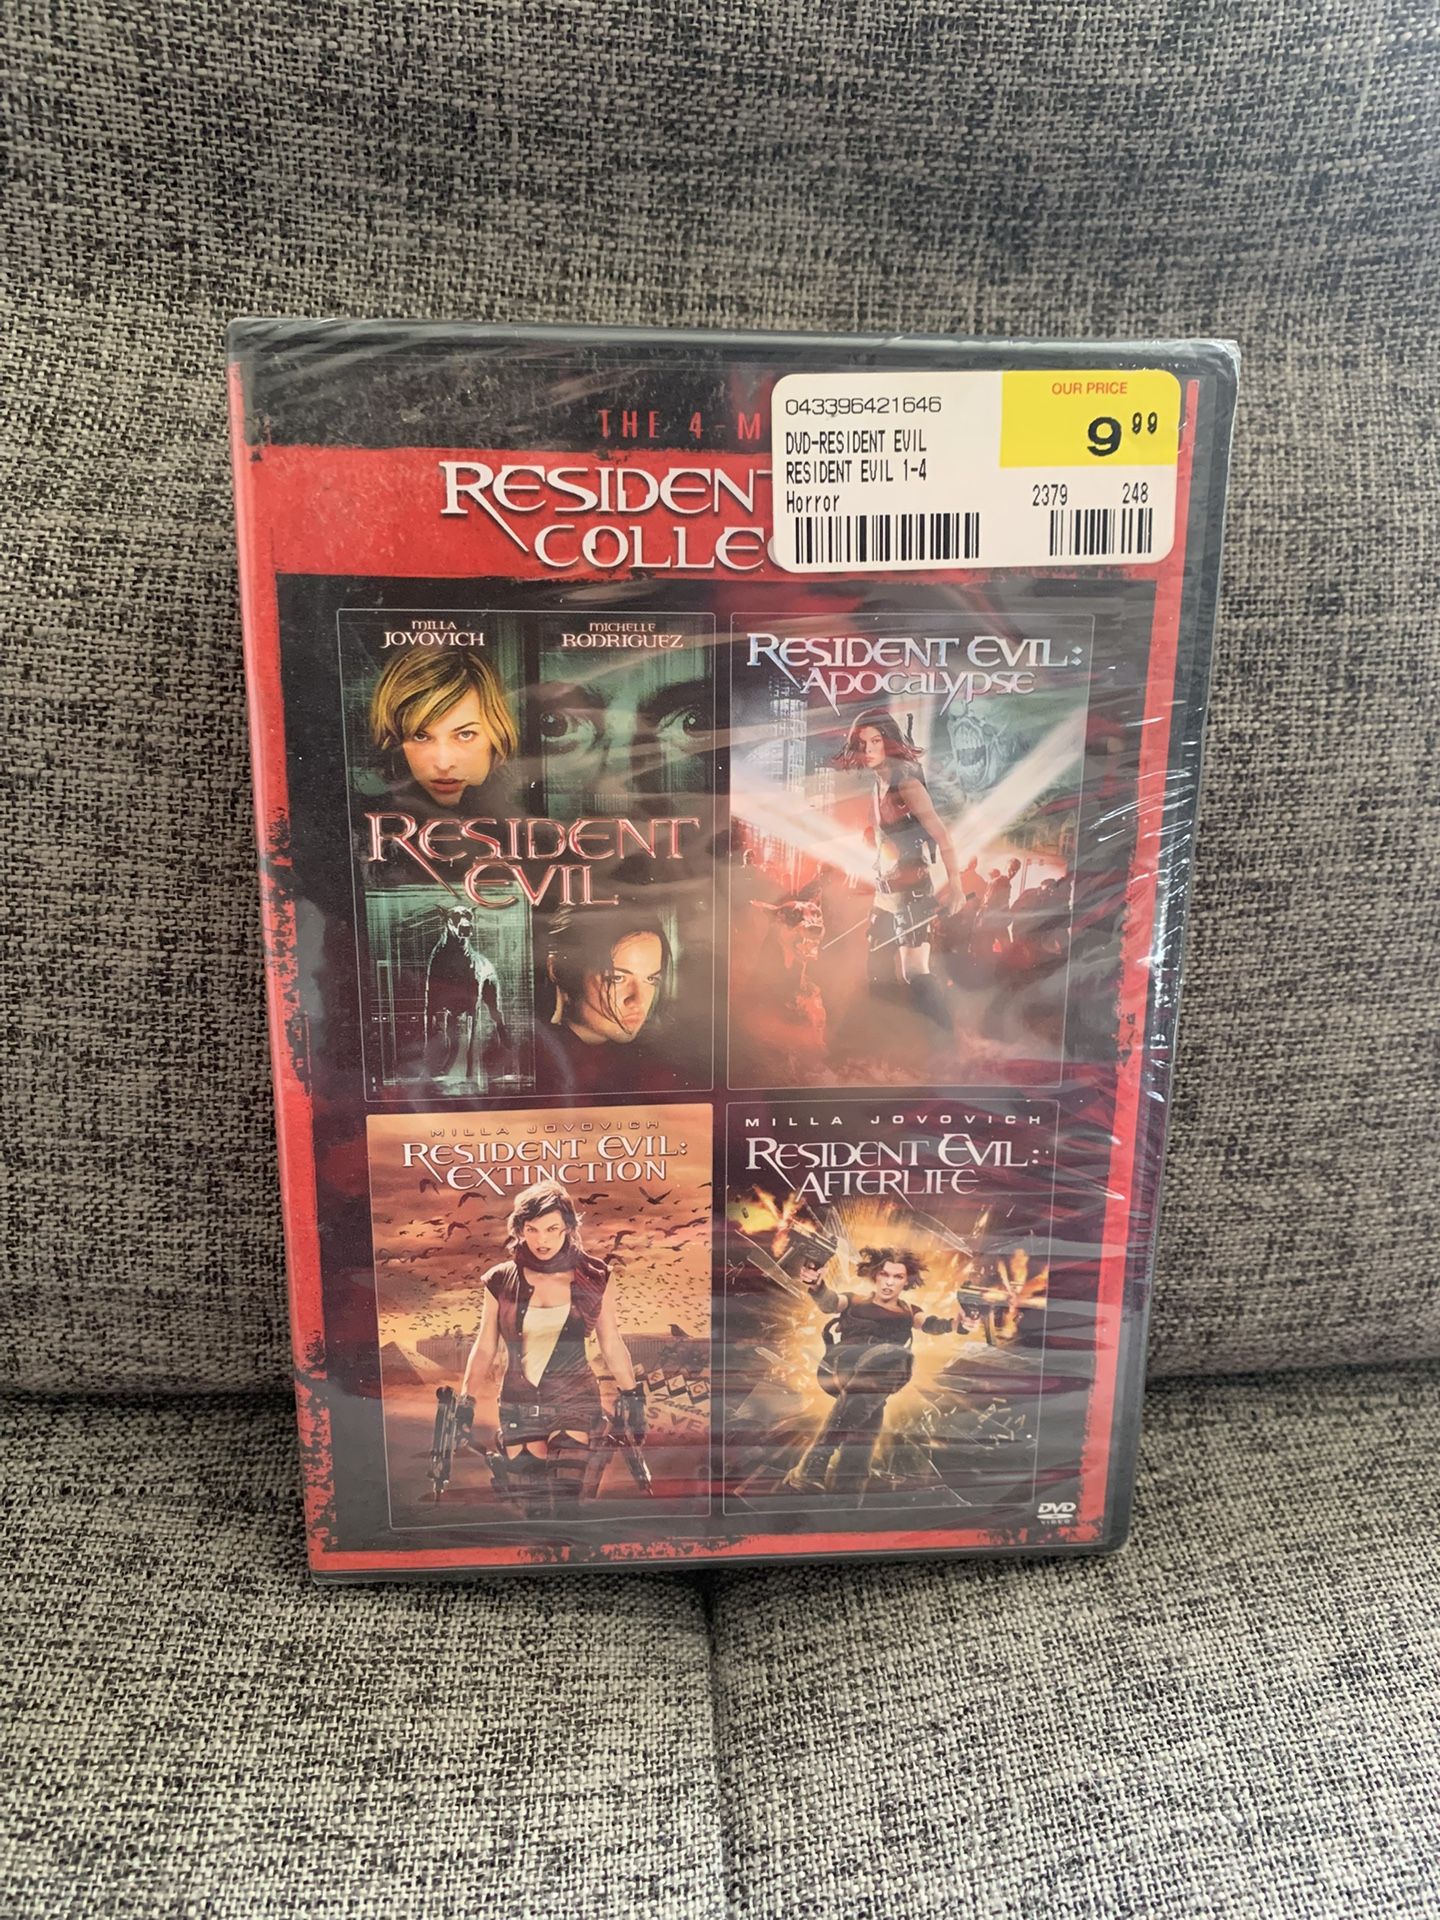 THE 4-M
RESIDENT
COLLEC
043396421646
OUR PRICE
9 99
DVD-RESIDENT EVIL
RESIDENT EVIL 1-4
Horror
2379 248
MILLA JOVOVICH
MICHELLE RODRIGUEZ
RESIDENT EVIL
RESIDENT EVIL:
APOCALYPSE
MILLA JOVOVICH
RESIDENT EVIL:
EXTINCTION
MILLA JOVOVICH
RESIDENT EVIL:
AFTERLIFE
DVD
VIDEO